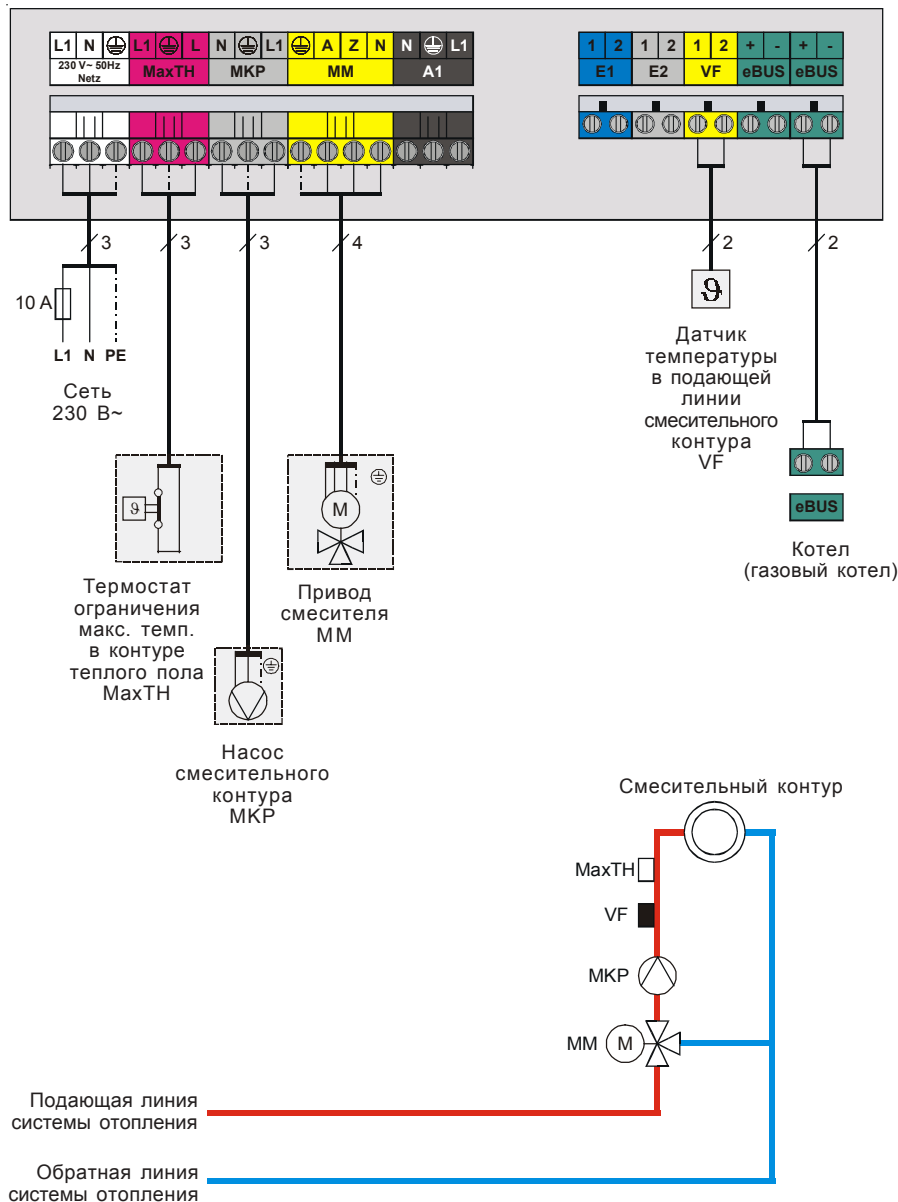 L1 N L1 L N L1 A Z N N L1
230 V~ 50Hz
Netz
MaxTH MKP MM A1
1 2 1 2 1 2 + - + -
E1 E2 VF eBUS eBUS
3 3 3 4 2 2
10 A
L1 N PE
Сеть
230 В~
ϑ
Датчик
температуры
в подающей
линии
смесительного
контура
VF
ϑ
M
eBUS
Котел
(газовый котел)
Термостат
ограничения
макс. темп.
в контуре
теплого пола
MaxTH
Привод
смесителя
MM
Насос
смесительного
контура
MKP
Смесительный контур
MaxTH
VF
MKP
MM M
Подающая линия
системы отопления
Обратная линия
системы отопления